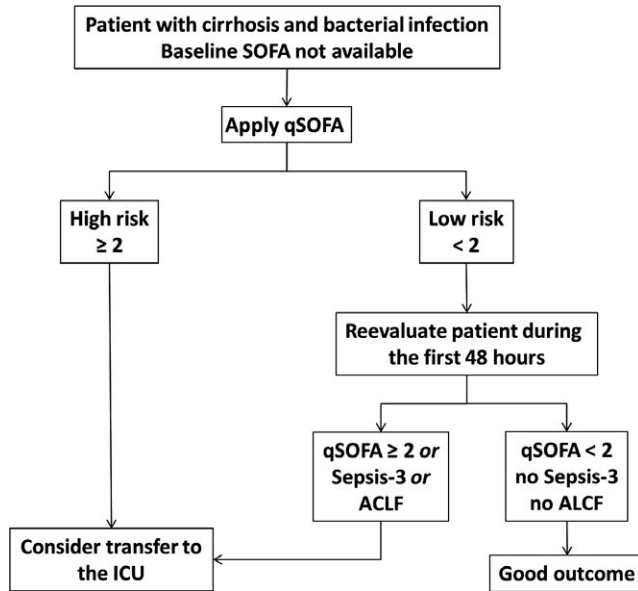 Patient with cirrhosis and bacterial infection
Baseline SOFA not available
Apply qSOFA
High risk
≥ 2
Low risk
< 2
Reevaluate patient during
the first 48 hours
qSOFA ≥ 2 or
Sepsis-3 or
ACLF
qSOFA < 2
no Sepsis-3
no ALCF
Consider transfer to
the ICU
Good outcome